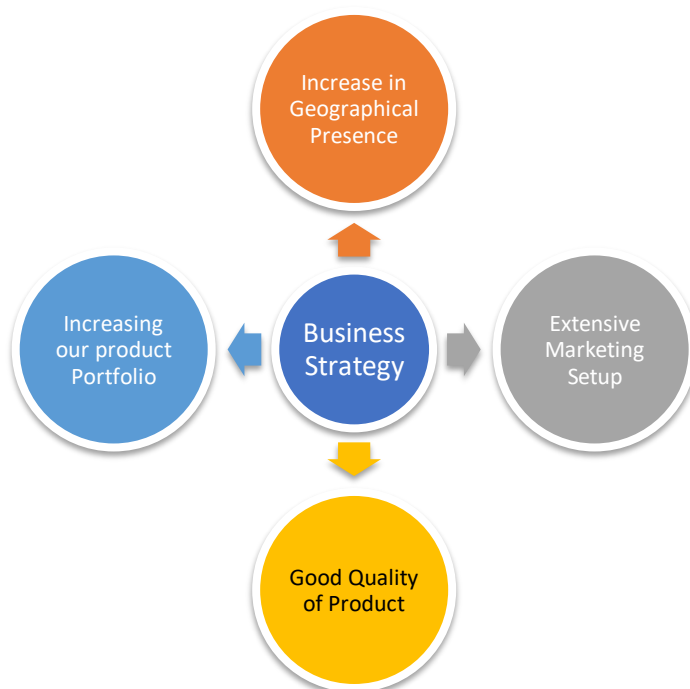 Increase in
Geographical
Presence
Increasing
our product
Portfolio
Business
Strategy
Extensive
Marketing
Setup
Good Quality
of Product